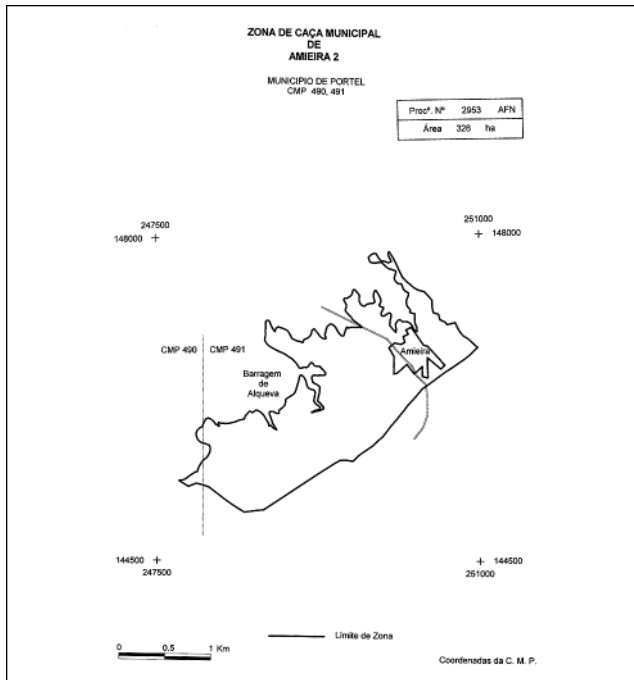 ZONA DE CAÇA MUNICIPAL
DE
AMIEIRA 2
MUNICIPIO DE PORTEL
CMP 490, 491
Procº. Nº 2953 AFN
Área 326 ha
247500
148000
251000
148000
CMP 490
CMP 491
Amieira
Barragem
de
Alqueva
144500
247500
144500
251000
Limite de Zona
0 0.5 1 Km
Coordenadas da C. M. P.